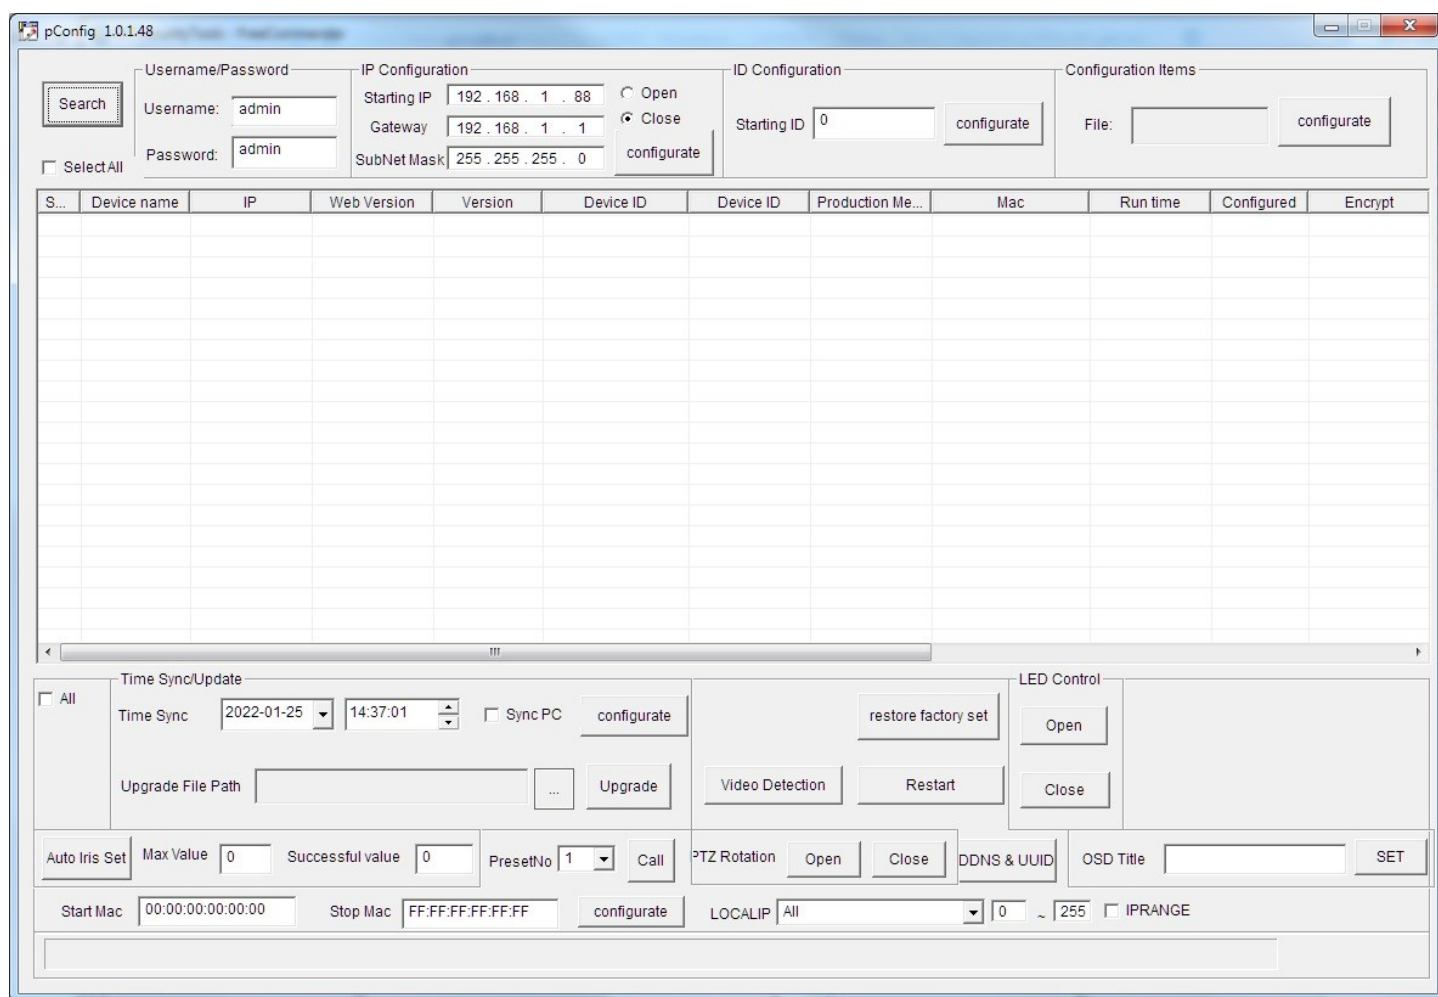 pConfig 1.0.1.48
Search
Select All
Username/Password
Username: admin
Password: admin
IP Configuration
Starting IP 192 . 168 . 1 . 88
Gateway 192 . 168 . 1 . 1
SubNet Mask 255 . 255 . 255 . 0
Open
Close
configurate
ID Configuration
Starting ID 0
configurate
Configuration Items
File:
configurate
S... Device name IP Web Version Version Device ID Device ID Production Me... Mac Run time Configured Encrypt
All
Time Sync/Update
Time Sync 2022-01-25 14:37:01 Sync PC configurate
Upgrade File Path ... Upgrade
restore factory set
Video Detection Restart
LED Control
Open
Close
Auto Iris Set Max Value 0 Successful value 0 PresetNo 1 Call PTZ Rotation Open Close DDNS & UUID OSD Title SET
Start Mac 00:00:00:00:00:00 Stop Mac FF:FF:FF:FF:FF:FF configurate LOCALIP All 0 ~ 255 IPRANGE